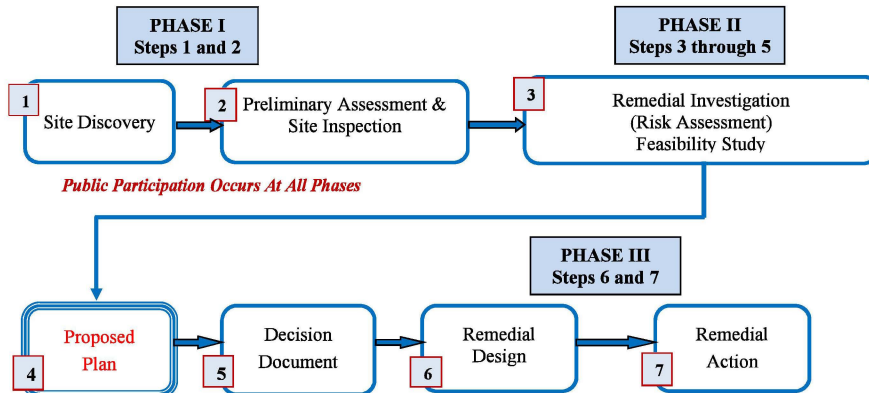 PHASE I
Steps 1 and 2
PHASE II
Steps 3 through 5
1
Site Discovery
2
Preliminary Assessment &
Site Inspection
3
Remedial Investigation
(Risk Assessment)
Feasibility Study
Public Participation Occurs At All Phases
PHASE III
Steps 6 and 7
Proposed
Plan
4
Decision
Document
5
Remedial
Design
6
Remedial
Action
7